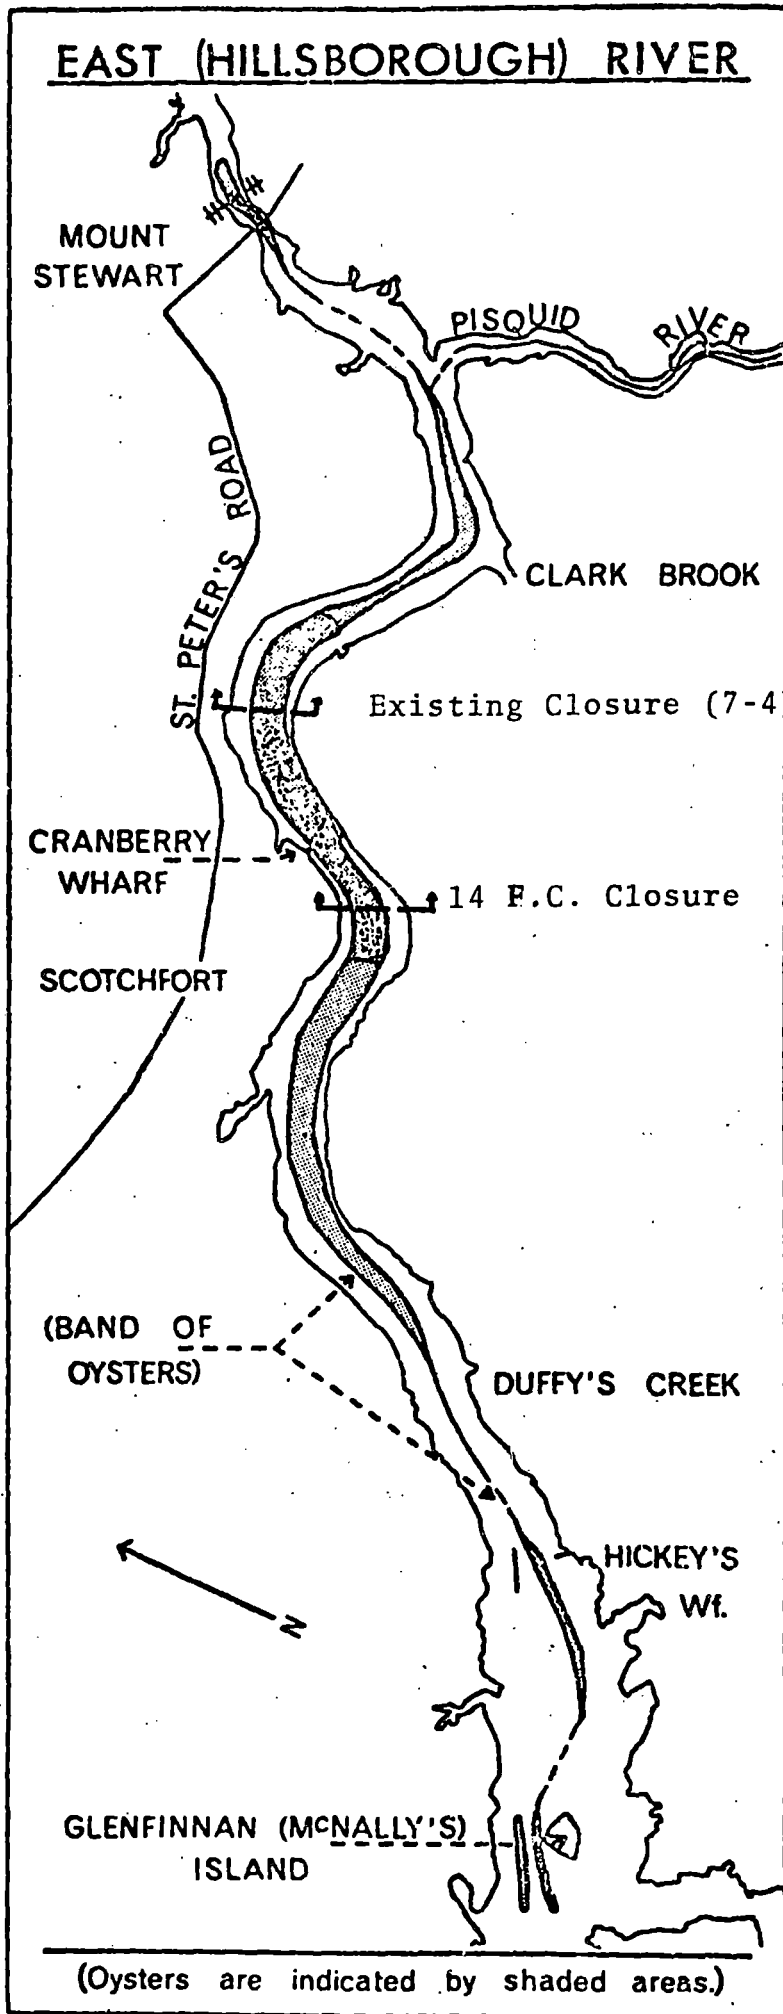 EAST (HILLSBOROUGH) RIVER
MOUNT
STEWART
PISQUID RIVER
ST. PETER'S ROAD
CLARK BROOK
Existing Closure (7-4)
CRANBERRY
WHARF
14 F.C. Closure
SCOTCHFORT
(BAND OF
OYSTERS)
DUFFY'S CREEK
HICKEY'S
Wf.
N
GLENFINNAN (McNALLY'S)
ISLAND
(Oysters are indicated by shaded areas.)